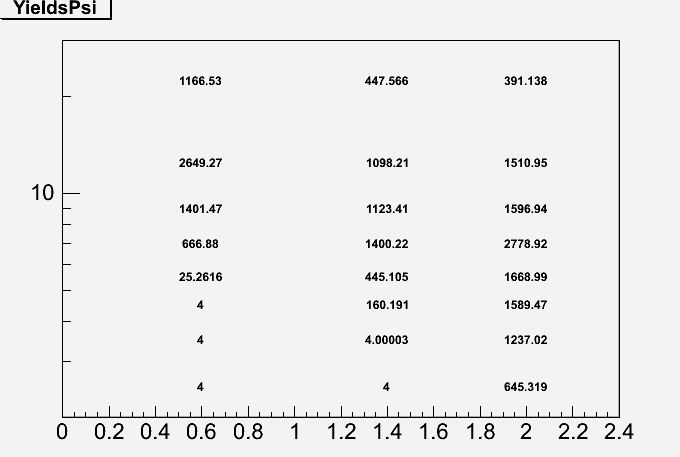 YieldsPsi
1166.53 447.566 391.138
2649.27 1098.21 1510.95
10
1401.47 1123.41 1596.94
666.88 1400.22 2778.92
25.2616 445.105 1668.99
4 160.191 1589.47
4 4.00003 1237.02
4 4 645.319
0 0.2 0.4 0.6 0.8 1 1.2 1.4 1.6 1.8 2 2.2 2.4